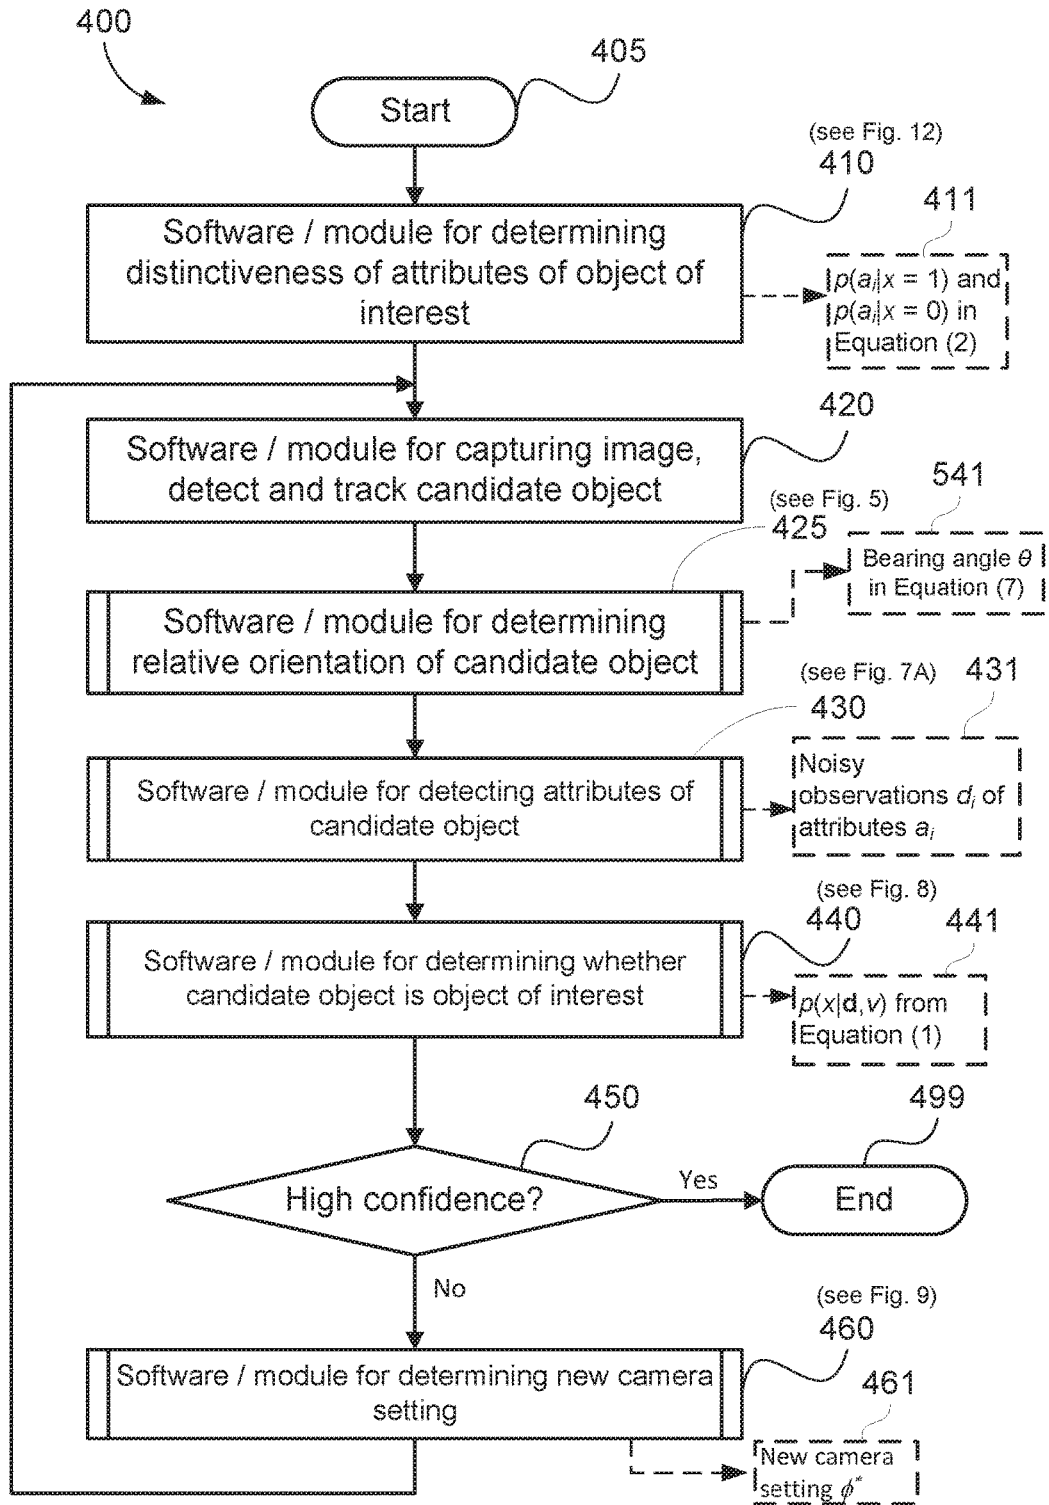 400
405
Start
(see Fig. 12)
410
411
Software / module for determining
distinctiveness of attributes of object of
interest
p(aᵢ|x = 1) and
p(aᵢ|x = 0) in
Equation (2)
420
Software / module for capturing image,
detect and track candidate object
(see Fig. 5)
425
541
Bearing angle θ
in Equation (7)
Software / module for determining
relative orientation of candidate object
(see Fig. 7A)
430
431
Software / module for detecting attributes of
candidate object
Noisy
observations dᵢ of
attributes aᵢ
(see Fig. 8)
440
441
Software / module for determining whether
candidate object is object of interest
p(x|d,v) from
Equation (1)
450
499
High confidence?
Yes
End
No
(see Fig. 9)
460
Software / module for determining new camera
setting
461
New camera
setting ϕ*